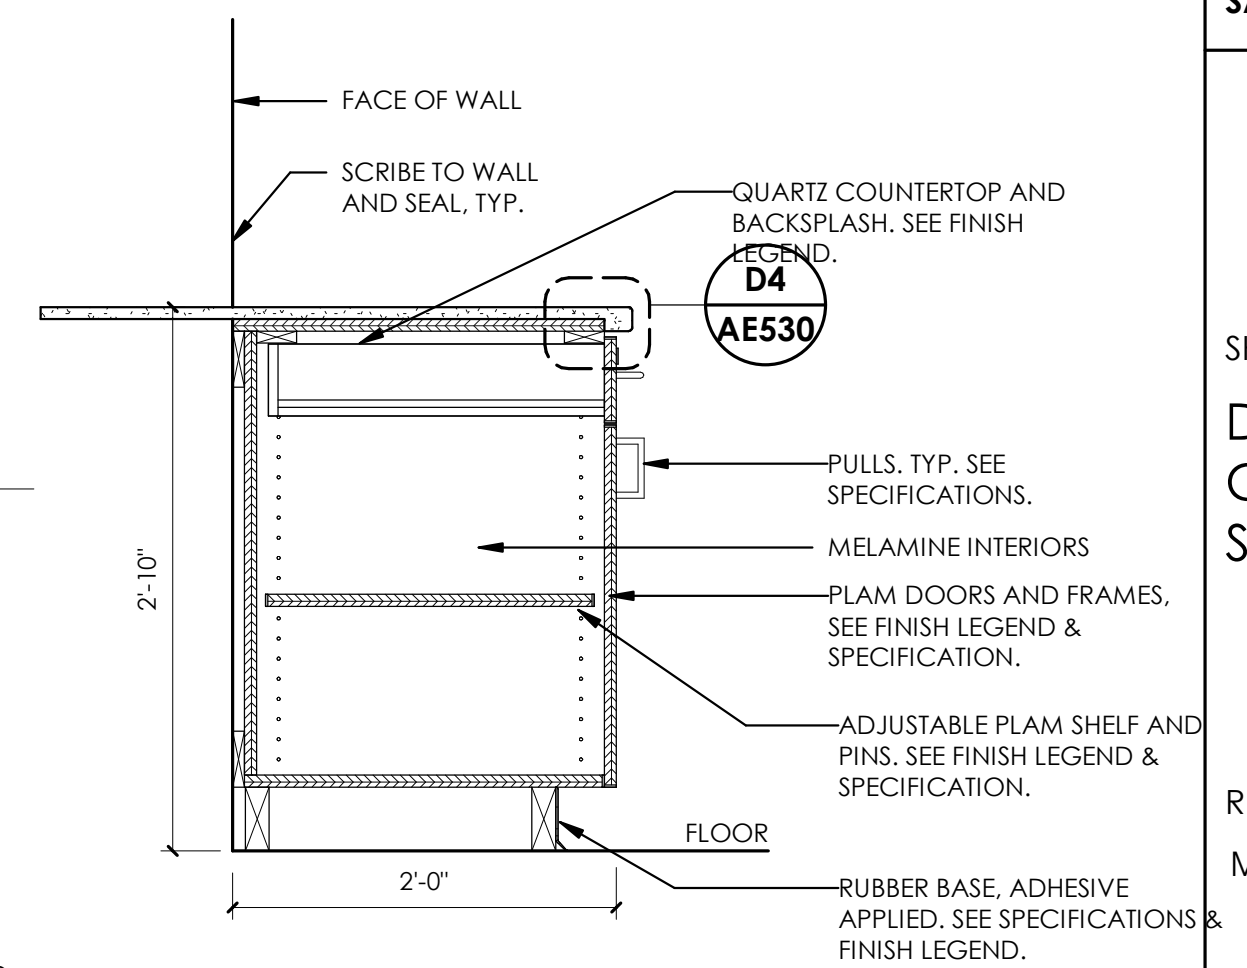 FACE OF WALL
SCRIBE TO WALL
AND SEAL, TYP.
QUARTZ COUNTERTOP AND
BACKSPLASH. SEE FINISH
LEGEND.
D4
AE530
2'-10"
PULLS. TYP. SEE
SPECIFICATIONS.
MELAMINE INTERIORS
PLAM DOORS AND FRAMES,
SEE FINISH LEGEND &
SPECIFICATION.
ADJUSTABLE PLAM SHELF AND
PINS. SEE FINISH LEGEND &
SPECIFICATION.
FLOOR
2'-0"
RUBBER BASE, ADHESIVE
APPLIED. SEE SPECIFICATIONS &
FINISH LEGEND.